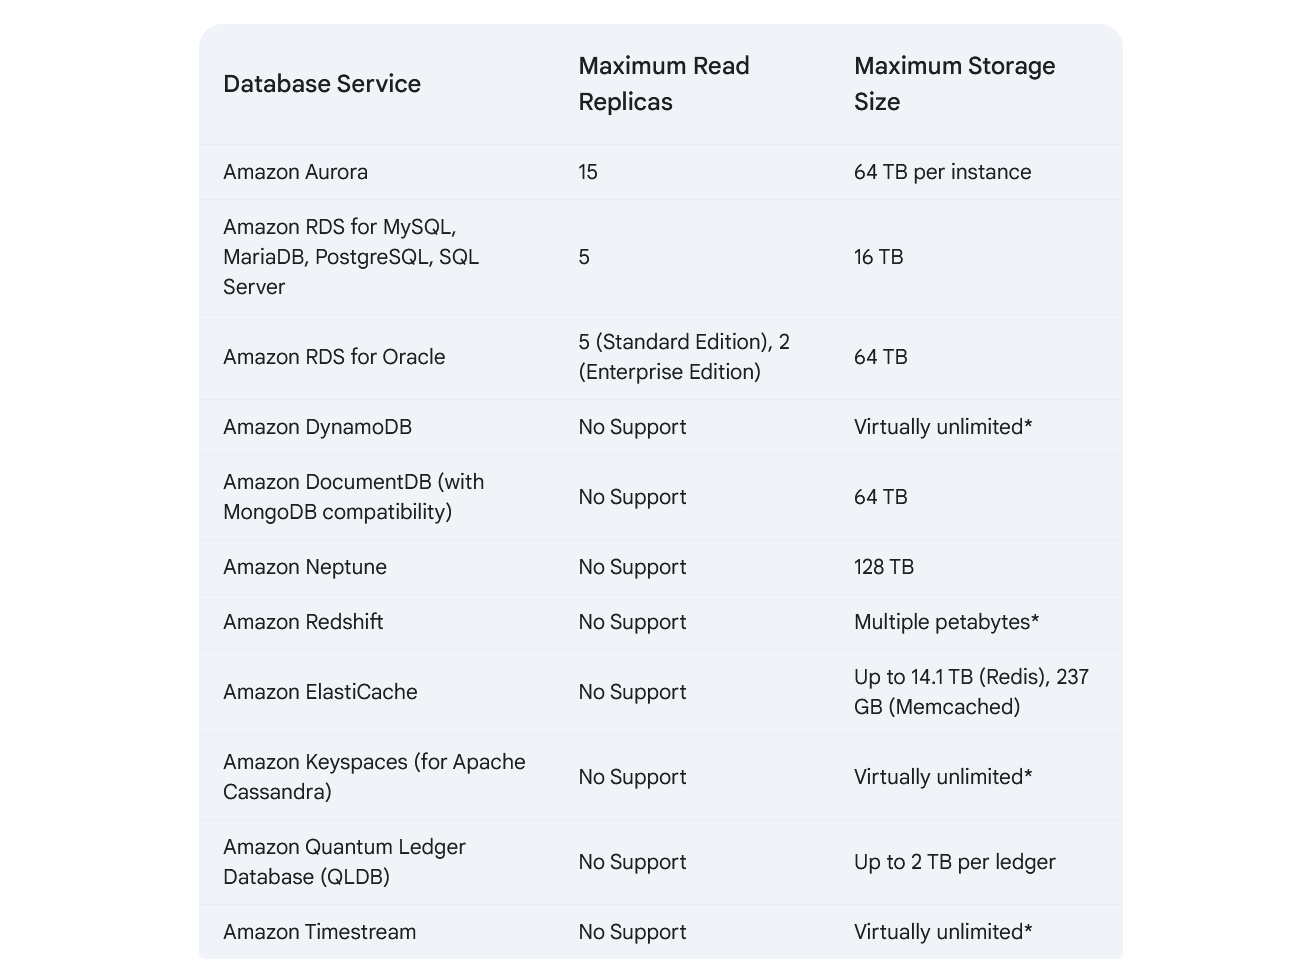 Database Service
Maximum Read
Replicas
Maximum Storage
Size
Amazon Aurora
15
64 TB per instance
Amazon RDS for MySQL,
MariaDB, PostgreSQL, SQL
Server
5
16 TB
Amazon RDS for Oracle
5 (Standard Edition), 2
(Enterprise Edition)
64 TB
Amazon DynamoDB
No Support
Virtually unlimited*
Amazon DocumentDB (with
MongoDB compatibility)
No Support
64 TB
Amazon Neptune
No Support
128 TB
Amazon Redshift
No Support
Multiple petabytes*
Amazon ElastiCache
No Support
Up to 14.1 TB (Redis), 237
GB (Memcached)
Amazon Keyspaces (for Apache
Cassandra)
No Support
Virtually unlimited*
Amazon Quantum Ledger
Database (QLDB)
No Support
Up to 2 TB per ledger
Amazon Timestream
No Support
Virtually unlimited*